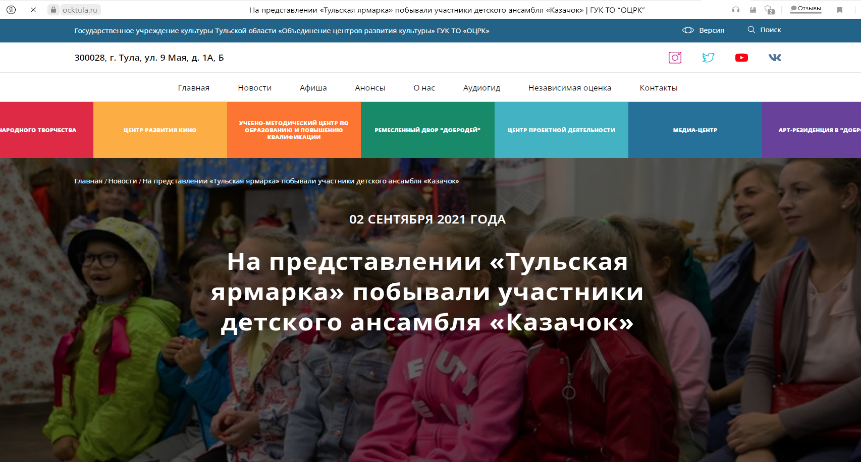 ocktula.ru
На представлении «Тульская ярмарка» побывали участники детского ансамбля «Казачок» | ГУК ТО "ОЦРК"
Отзывы
Государственное учреждение культуры Тульской области «Объединение центров развития культуры» ГУК ТО «ОЦРК»
Версия
Поиск
300028, г. Тула, ул. 9 Мая, д. 1А, Б
Главная
Новости
Афиша
Анонсы
О нас
Аудиогид
Независимая оценка
Контакты
НАРОДНОГО ТВОРЧЕСТВА
ЦЕНТР РАЗВИТИЯ КИНО
УЧЕБНО-МЕТОДИЧЕСКИЙ ЦЕНТР ПО
ОБРАЗОВАНИЮ И ПОВЫШЕНИЮ
КВАЛИФИКАЦИИ
РЕМЕСЛЕННЫЙ ДВОР "ДОБРОДЕЙ"
ЦЕНТР ПРОЕКТНОЙ ДЕЯТЕЛЬНОСТИ
МЕДИА-ЦЕНТР
АРТ-РЕЗИДЕНЦИЯ В "ДОБР
Главная / Новости / На представлении «Тульская ярмарка» побывали участники детского ансамбля «Казачок»
02 СЕНТЯБРЯ 2021 ГОДА
На представлении «Тульская
ярмарка» побывали участники
детского ансамбля «Казачок»